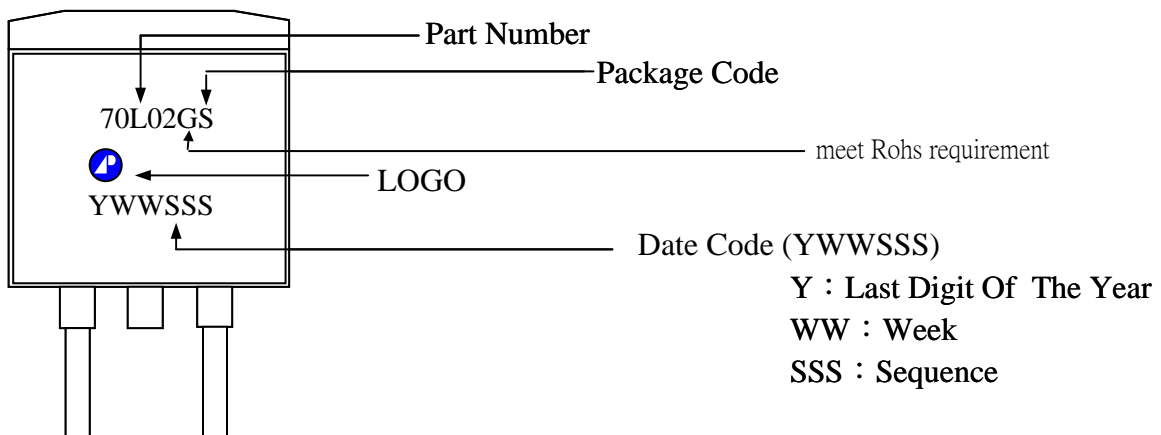 Part Number
Package Code
70L02GS
meet Rohs requirement
LOGO
YWWSSS
Date Code (YWWSSS)
Y：Last Digit Of The Year
WW：Week
SSS：Sequence